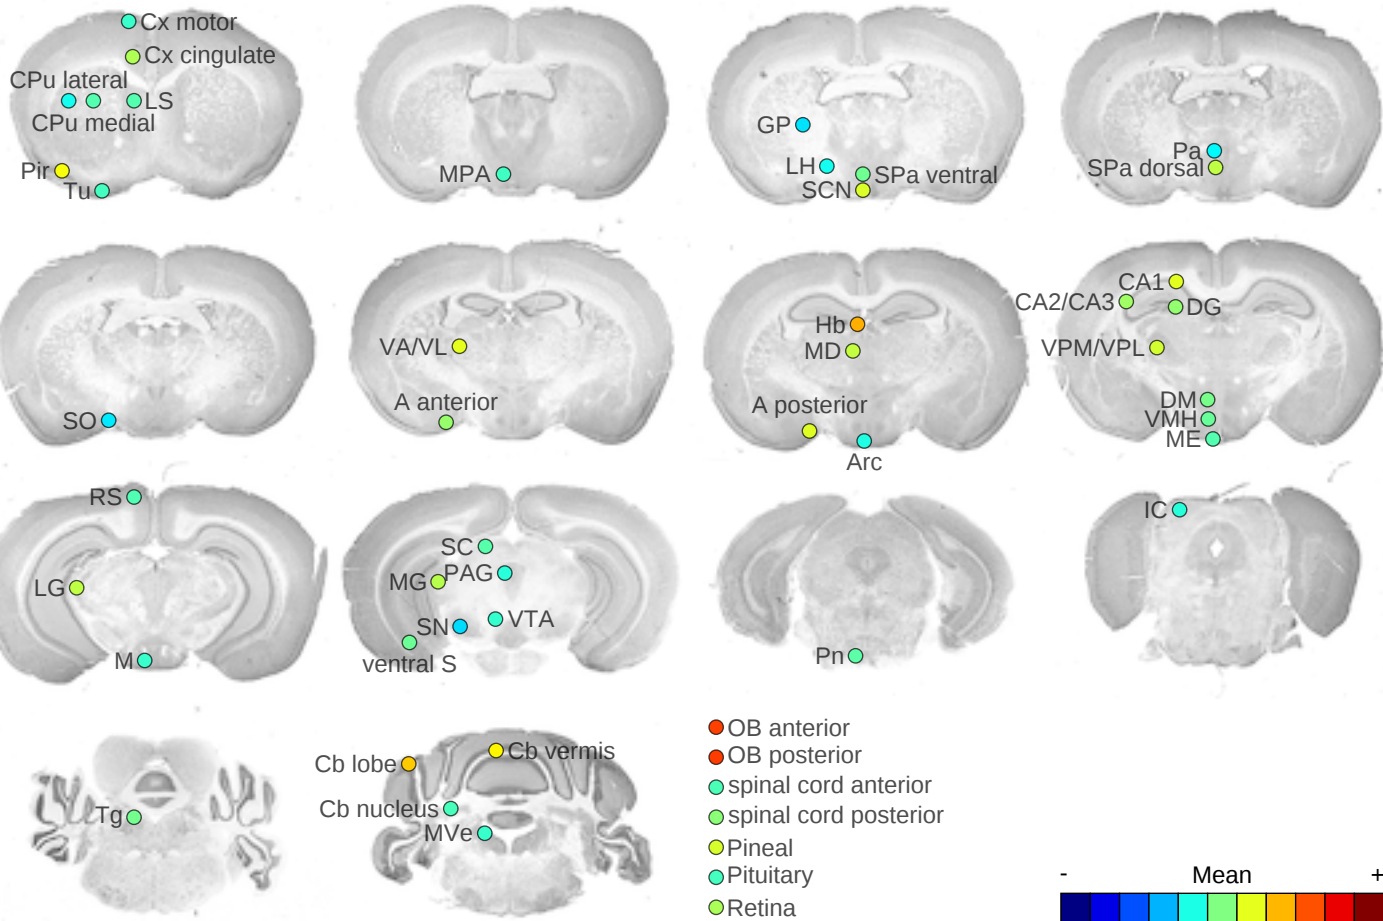 Cx motor
Cx cingulate
CPu lateral
LS
CPu medial
Pir
Tu
MPA
GP
LH
SPa ventral
SCN
Pa
SPa dorsal
SO
VA/VL
A anterior
Hb
MD
A posterior
Arc
CA1
CA2/CA3
DG
VPM/VPL
DM
VMH
ME
RS
LG
M
SC
PAG
MG
VTA
SN
ventral S
Pn
IC
Tg
Cb vermis
Cb lobe
Cb nucleus
MVe
OB anterior
OB posterior
spinal cord anterior
spinal cord posterior
Pineal
Pituitary
Retina
- Mean +